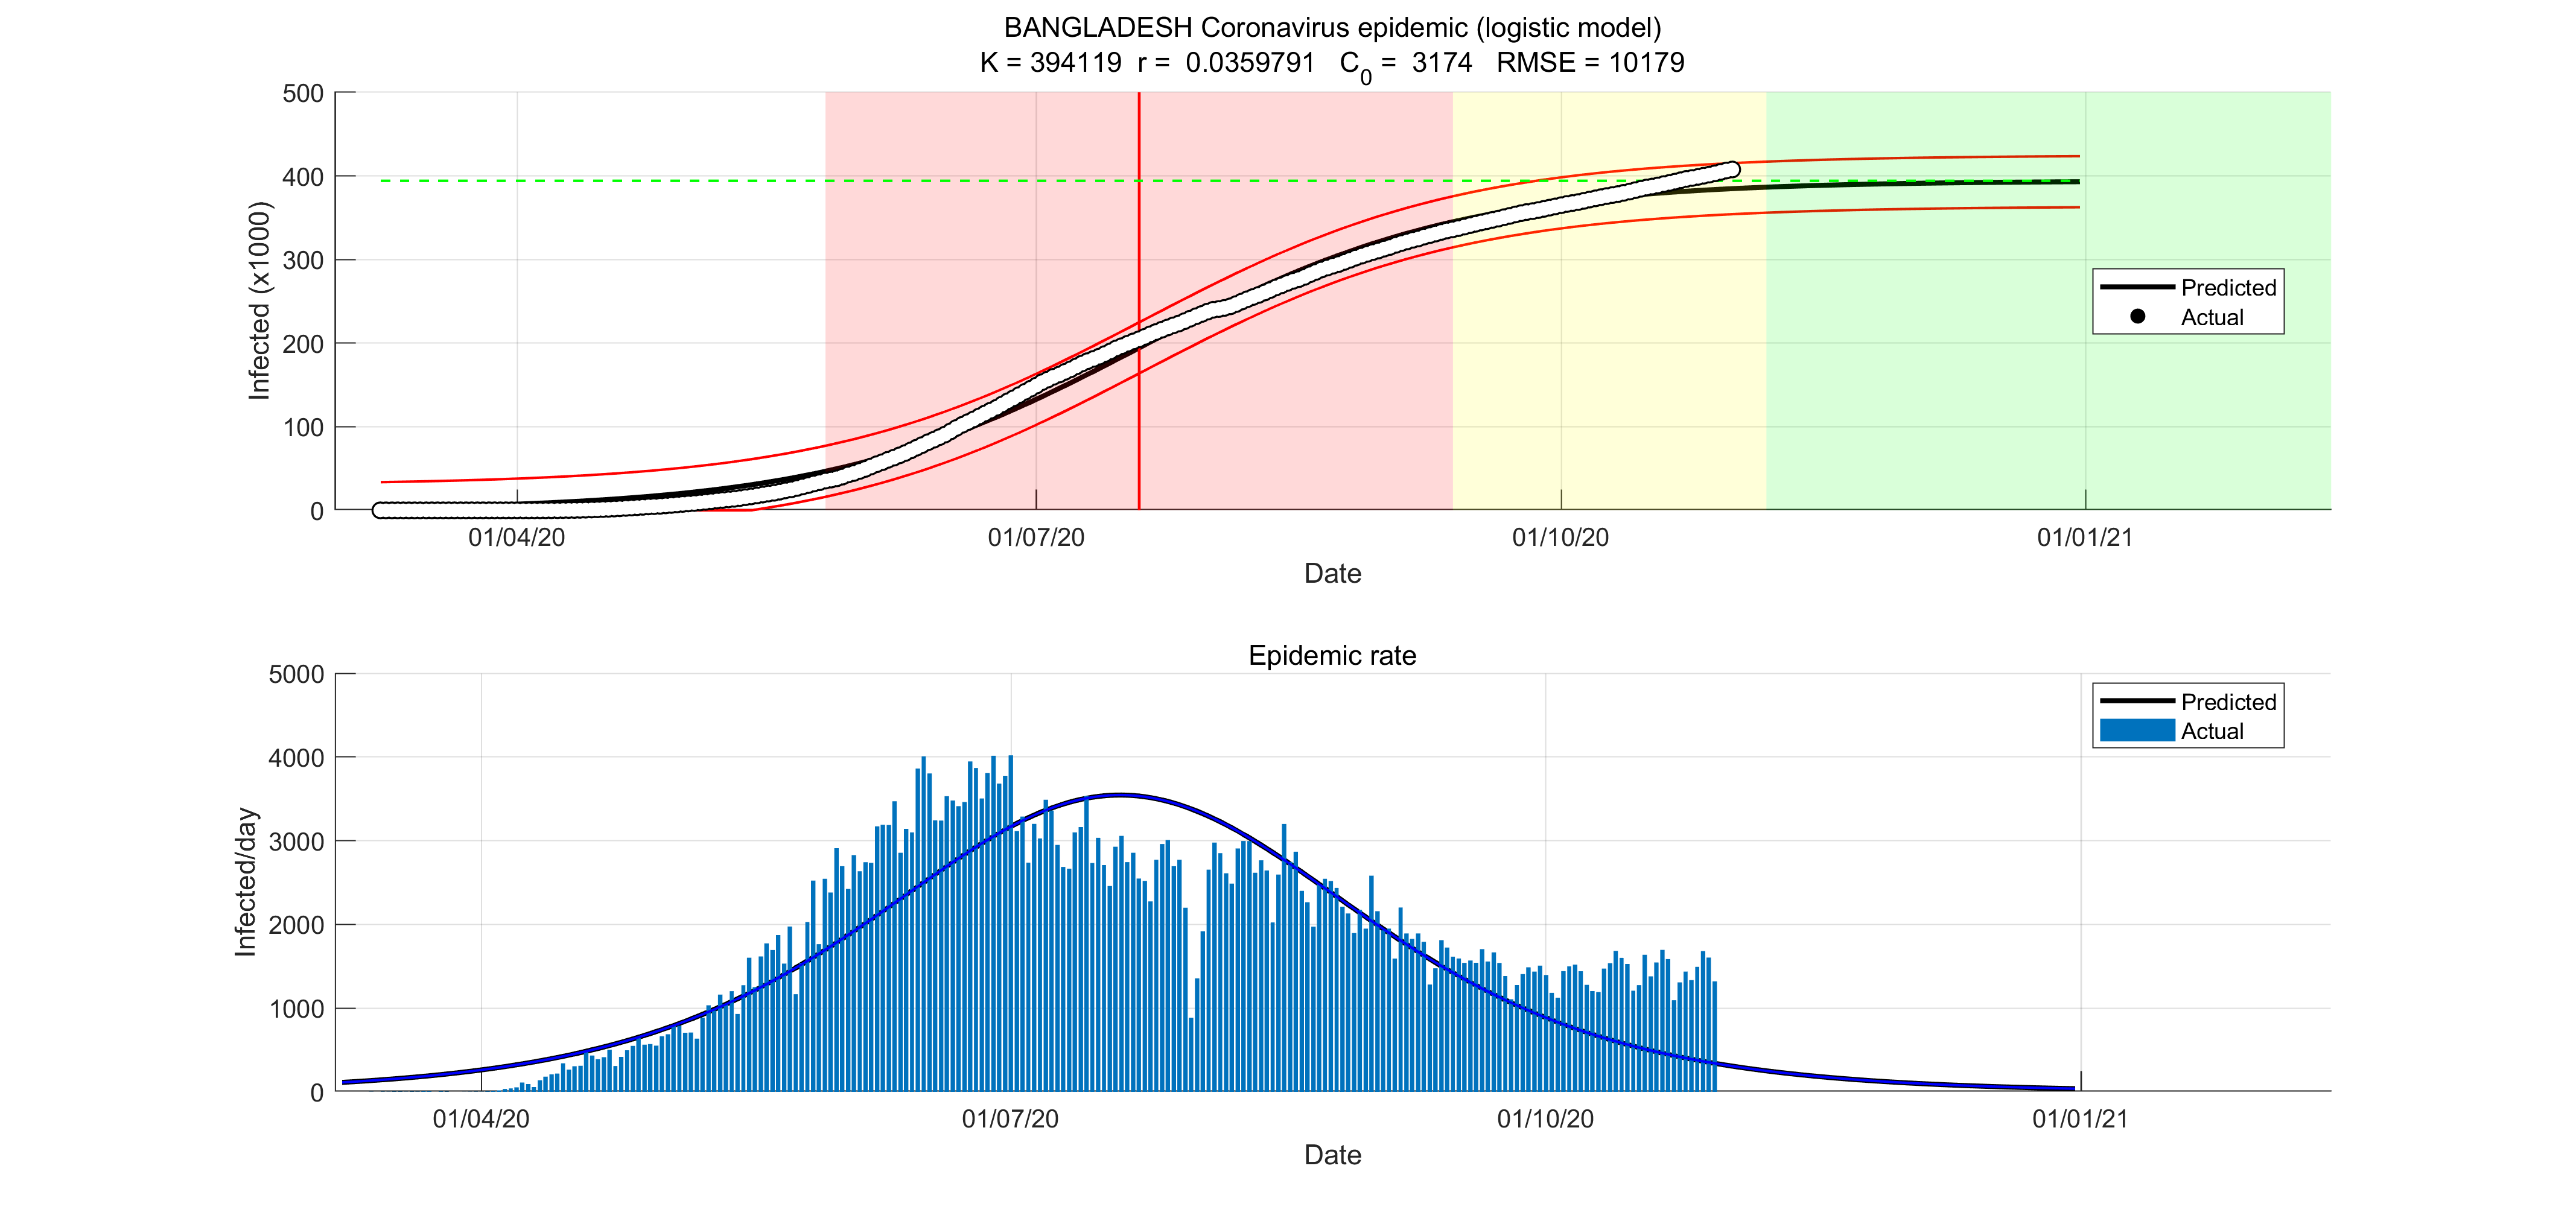 BANGLADESH Coronavirus epidemic (logistic model)
K = 394119 r = 0.0359791 C0 = 3174 RMSE = 10179
500
400
300
200
100
0
Infected (x1000)
Predicted
Actual
01/04/20
01/07/20
01/10/20
01/01/21
Date
Epidemic rate
5000
4000
3000
2000
1000
0
Infected/day
Predicted
Actual
01/04/20
01/07/20
01/10/20
01/01/21
Date